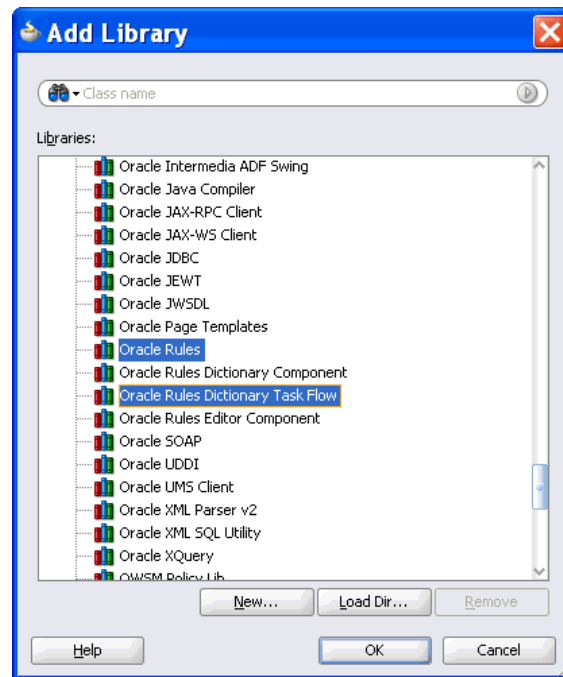 Add Library
Class name
Libraries:
Oracle Intermedia ADF Swing
Oracle Java Compiler
Oracle JAX-RPC Client
Oracle JAX-WS Client
Oracle JDBC
Oracle JEWT
Oracle JWSDL
Oracle Page Templates
Oracle Rules
Oracle Rules Dictionary Component
Oracle Rules Dictionary Task Flow
Oracle Rules Editor Component
Oracle SOAP
Oracle UDDI
Oracle UMS Client
Oracle XML Parser v2
Oracle XML SQL Utility
Oracle XQuery
OWSM Policy Lib
New... Load Dir... Remove
Help OK Cancel